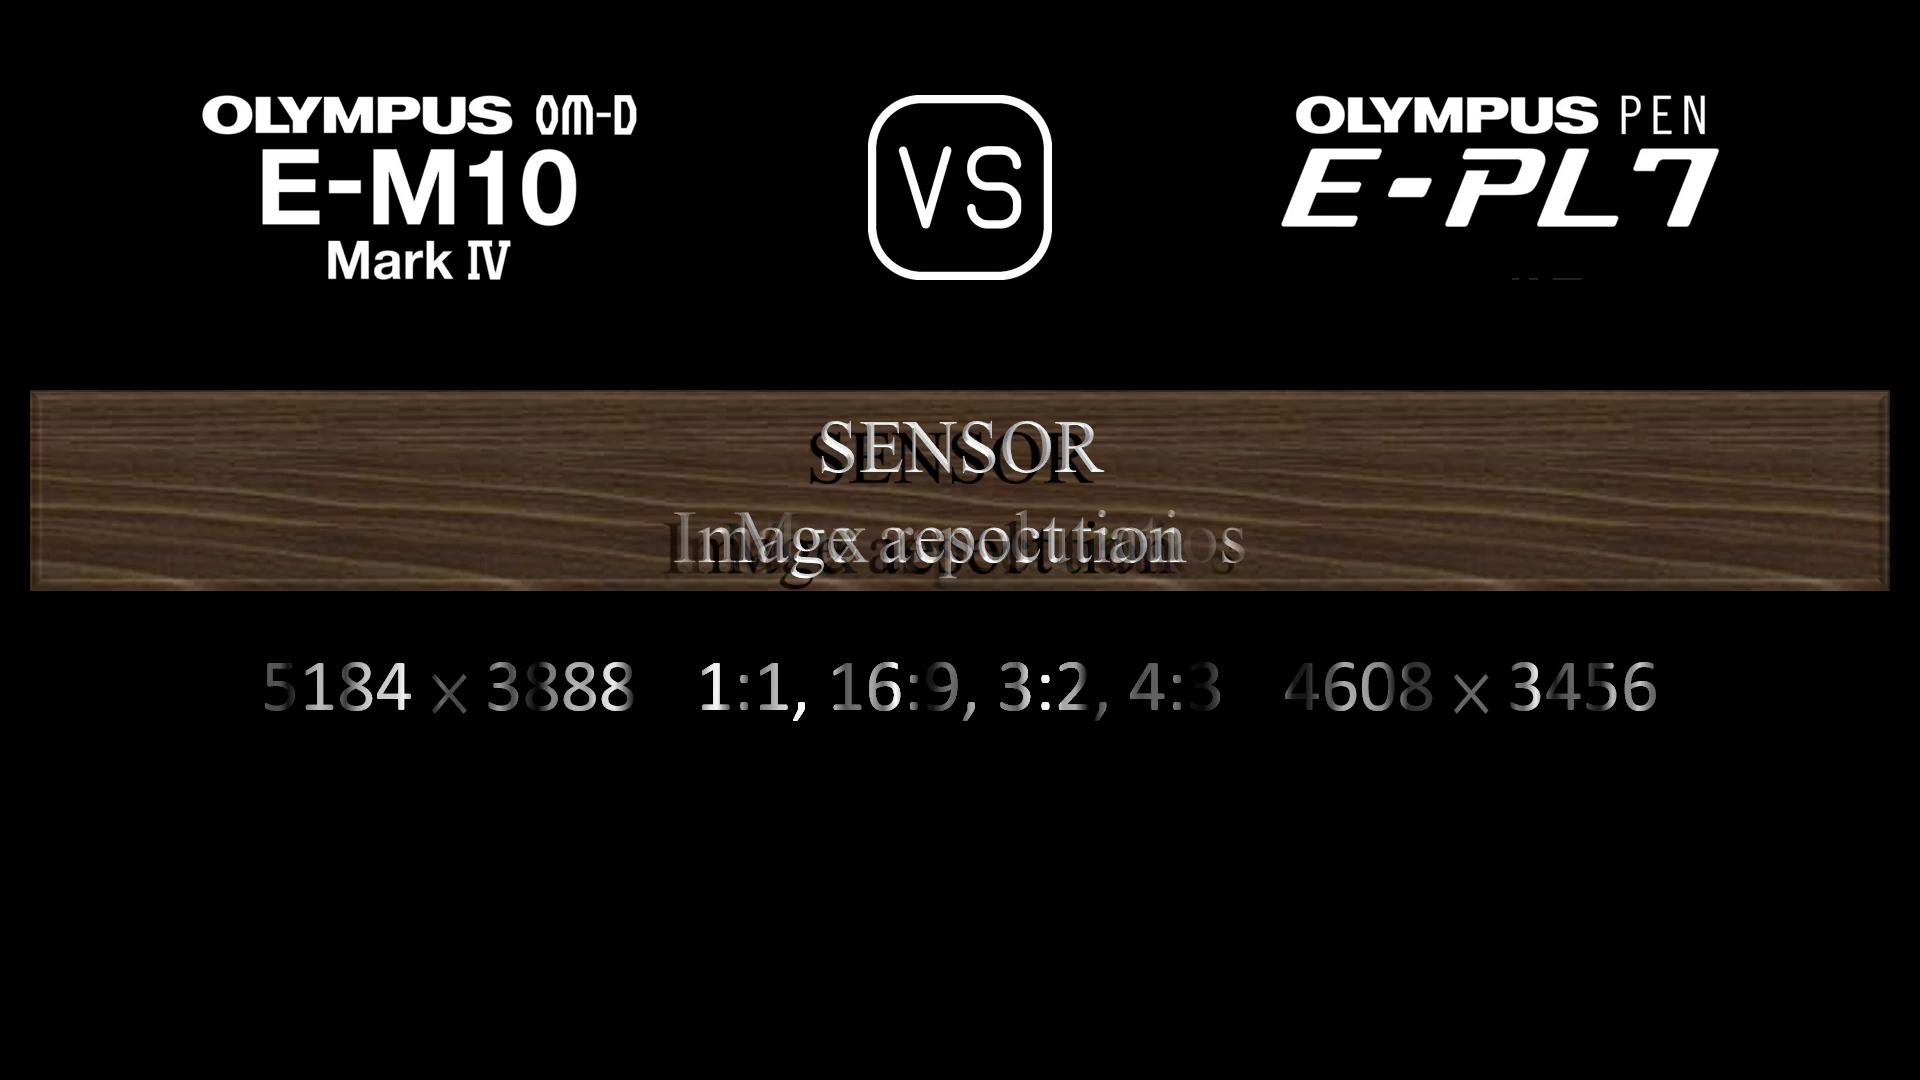 OLYMPUS OM-D
E-M10
Mark IV
VS
OLYMPUS PEN
E-PL7
SENSOR
5184 × 3888 1:1, 16:9, 3:2, 4:3 4608 × 3456